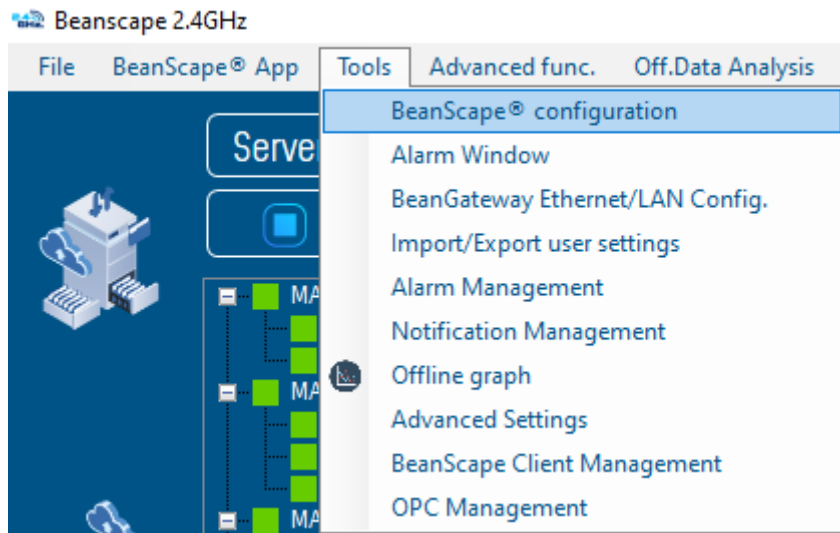 Beanscape 2.4GHz
File BeanScape® App Tools Advanced func. Off.Data Analysis
BeanScape® configuration
Alarm Window
BeanGateway Ethernet/LAN Config.
Import/Export user settings
Alarm Management
Notification Management
Offline graph
Advanced Settings
BeanScape Client Management
OPC Management
Serve
MA
MA
MA